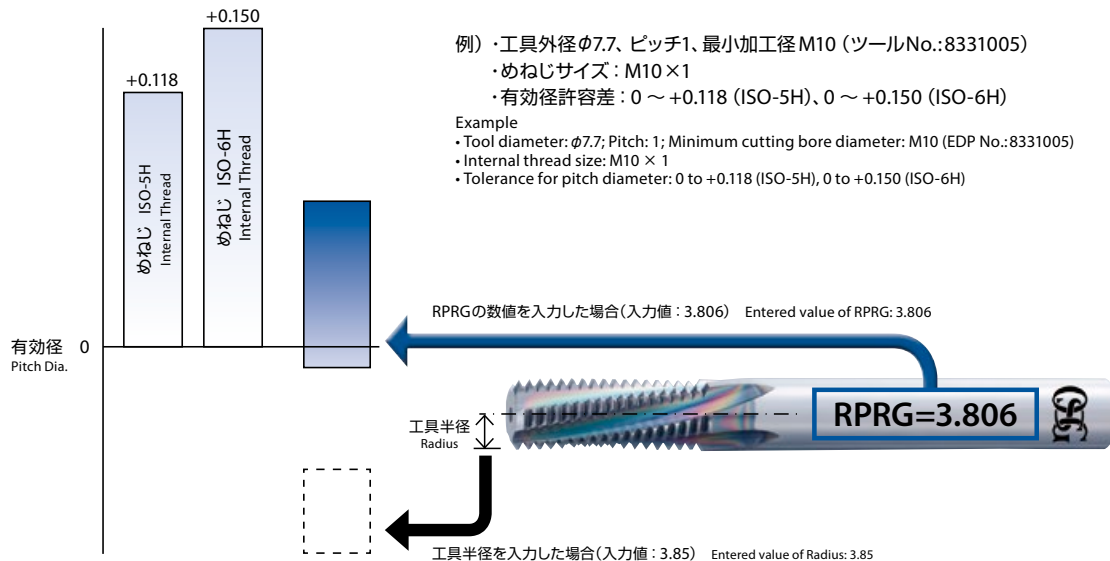 +0.150
+0.118
めねじ ISO-5H
Internal Thread
めねじ ISO-6H
Internal Thread
例）・工具外径φ7.7、ピッチ1、最小加工径M10（ツールNo.:8331005）
・めねじサイズ：M10×1
・有効径許容差：0 ～ +0.118（ISO-5H）、0 ～ +0.150（ISO-6H）
Example
• Tool diameter: φ7.7; Pitch: 1; Minimum cutting bore diameter: M10 (EDP No.:8331005)
• Internal thread size: M10 × 1
• Tolerance for pitch diameter: 0 to +0.118 (ISO-5H), 0 to +0.150 (ISO-6H)
RPRGの数値を入力した場合（入力値：3.806） Entered value of RPRG: 3.806
有効径 0
Pitch Dia.
RPRG=3.806
OSG
工具半径
Radius
工具半径を入力した場合（入力値：3.85） Entered value of Radius: 3.85